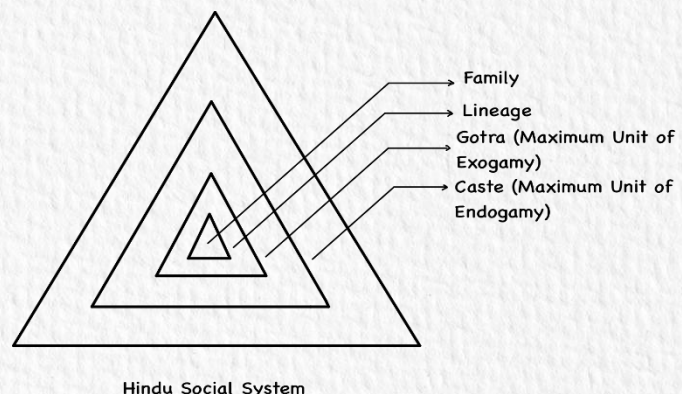 Family
Lineage
Gotra (Maximum Unit of
Exogamy)
Caste (Maximum Unit of
Endogamy)
Hindu Social System